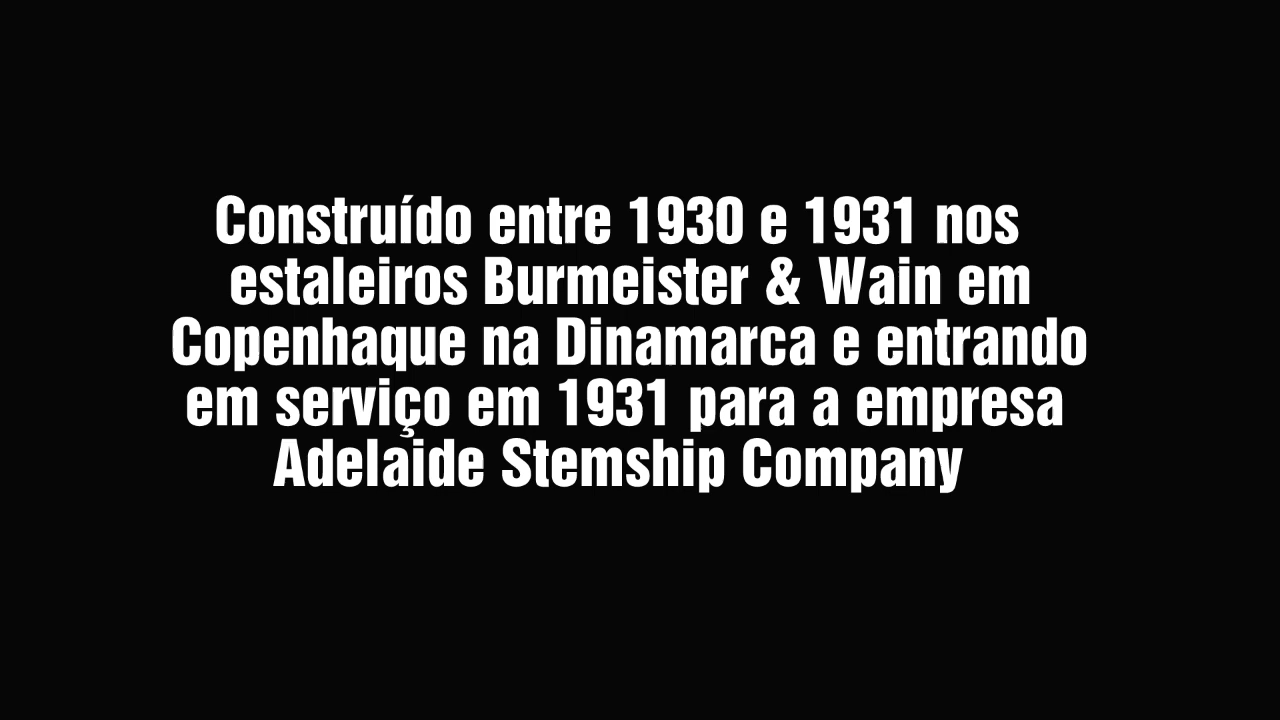 Construído entre 1930 e 1931 nos
estaleiros Burmeister & Wain em
Copenhaque na Dinamarca e entrando
em serviço em 1931 para a empresa
Adelaide Stemship Company